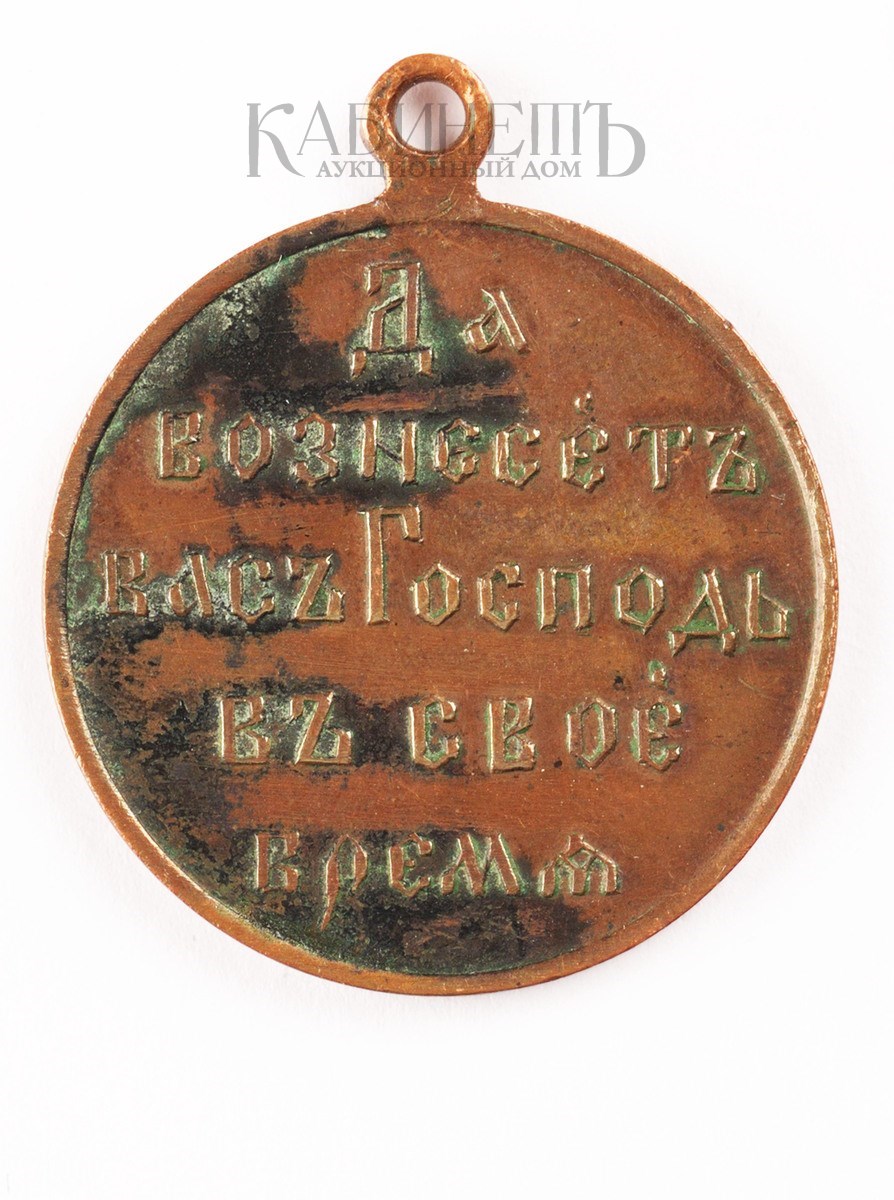 КАБИНЕТЪ
АУКЦИОННЫЙ ДОМ
Да
вознесётъ
васъ Господь
въ своё
время